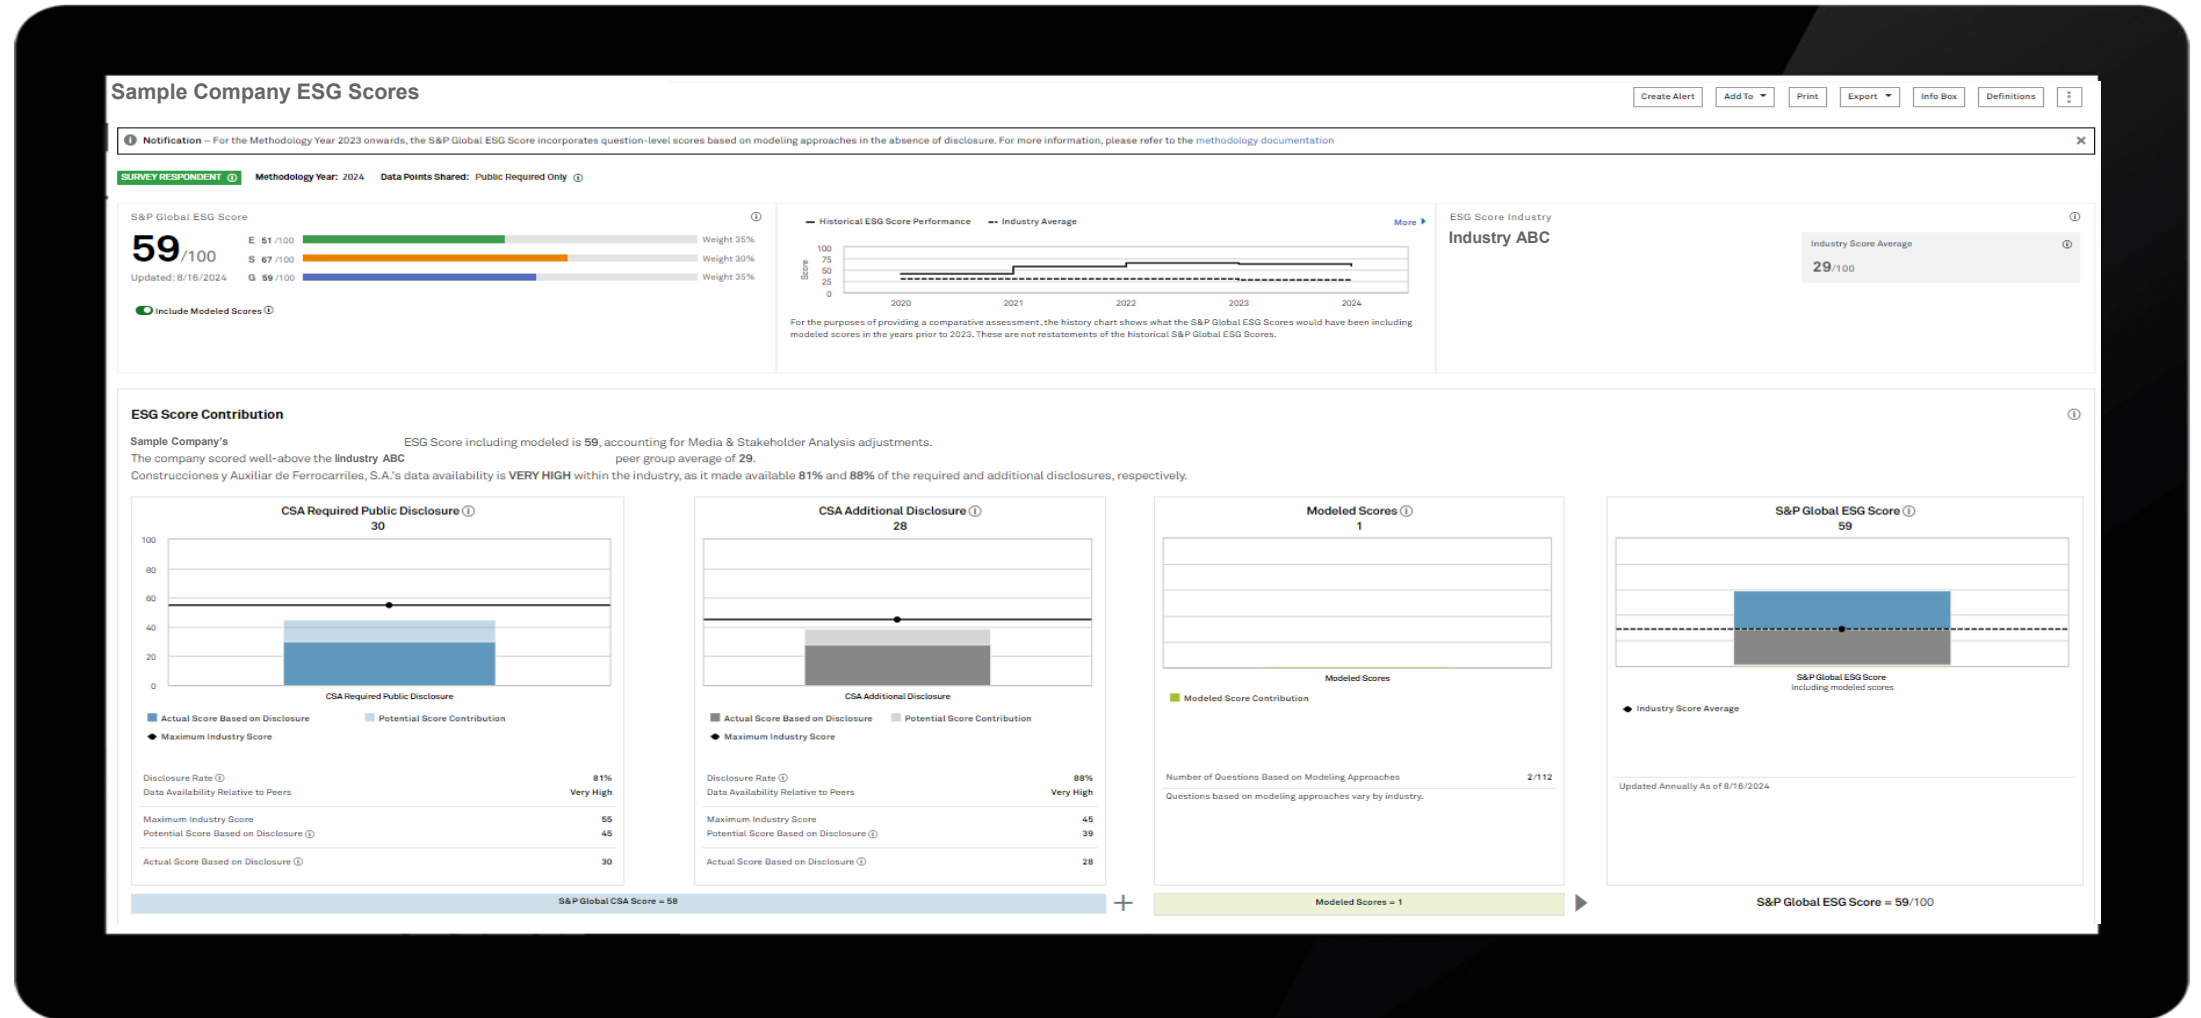 Sample Company ESG Scores
Create Alert
Add To
Print
Export
Info Box
Definitions
Notification – For the Methodology Year 2023 onwards, the S&P Global ESG Score incorporates question-level scores based on modeling approaches in the absence of disclosure. For more information, please refer to the methodology documentation
SURVEY RESPONDENT
Methodology Year: 2024
Data Points Shared: Public Required Only
S&P Global ESG Score
59/100
Updated: 8/16/2024
E 51/100
Weight 35%
S 67/100
Weight 30%
G 59/100
Weight 35%
Include Modeled Scores
Historical ESG Score Performance
Industry Average
More
Score
100
75
50
25
0
2020
2021
2022
2023
2024
For the purposes of providing a comparative assessment, the history chart shows what the S&P Global ESG Scores would have been including
modeled scores in the years prior to 2023. These are not restatements of the historical S&P Global ESG Scores.
ESG Score Industry
Industry ABC
Industry Score Average
29/100
ESG Score Contribution
Sample Company's ESG Score including modeled is 59, accounting for Media & Stakeholder Analysis adjustments.
The company scored well-above the Iindustry ABC peer group average of 29.
Construcciones y Auxiliar de Ferrocarriles, S.A.'s data availability is VERY HIGH within the industry, as it made available 81% and 88% of the required and additional disclosures, respectively.
CSA Required Public Disclosure
30
100
80
60
40
20
0
CSA Required Public Disclosure
Actual Score Based on Disclosure
Potential Score Contribution
Maximum Industry Score
Disclosure Rate 81%
Data Availability Relative to Peers Very High
Maximum Industry Score 55
Potential Score Based on Disclosure 45
Actual Score Based on Disclosure 30
CSA Additional Disclosure
28
CSA Additional Disclosure
Actual Score Based on Disclosure
Potential Score Contribution
Maximum Industry Score
Disclosure Rate 88%
Data Availability Relative to Peers Very High
Maximum Industry Score 45
Potential Score Based on Disclosure 39
Actual Score Based on Disclosure 28
Modeled Scores
1
Modeled Scores
Modeled Score Contribution
Number of Questions Based on Modeling Approaches 2/112
Questions based on modeling approaches vary by industry.
S&P Global ESG Score
59
S&P Global ESG Score
Including modeled scores
Industry Score Average
Updated Annually As of 8/16/2024
S&P Global CSA Score = 58
+
Modeled Scores = 1
S&P Global ESG Score = 59/100